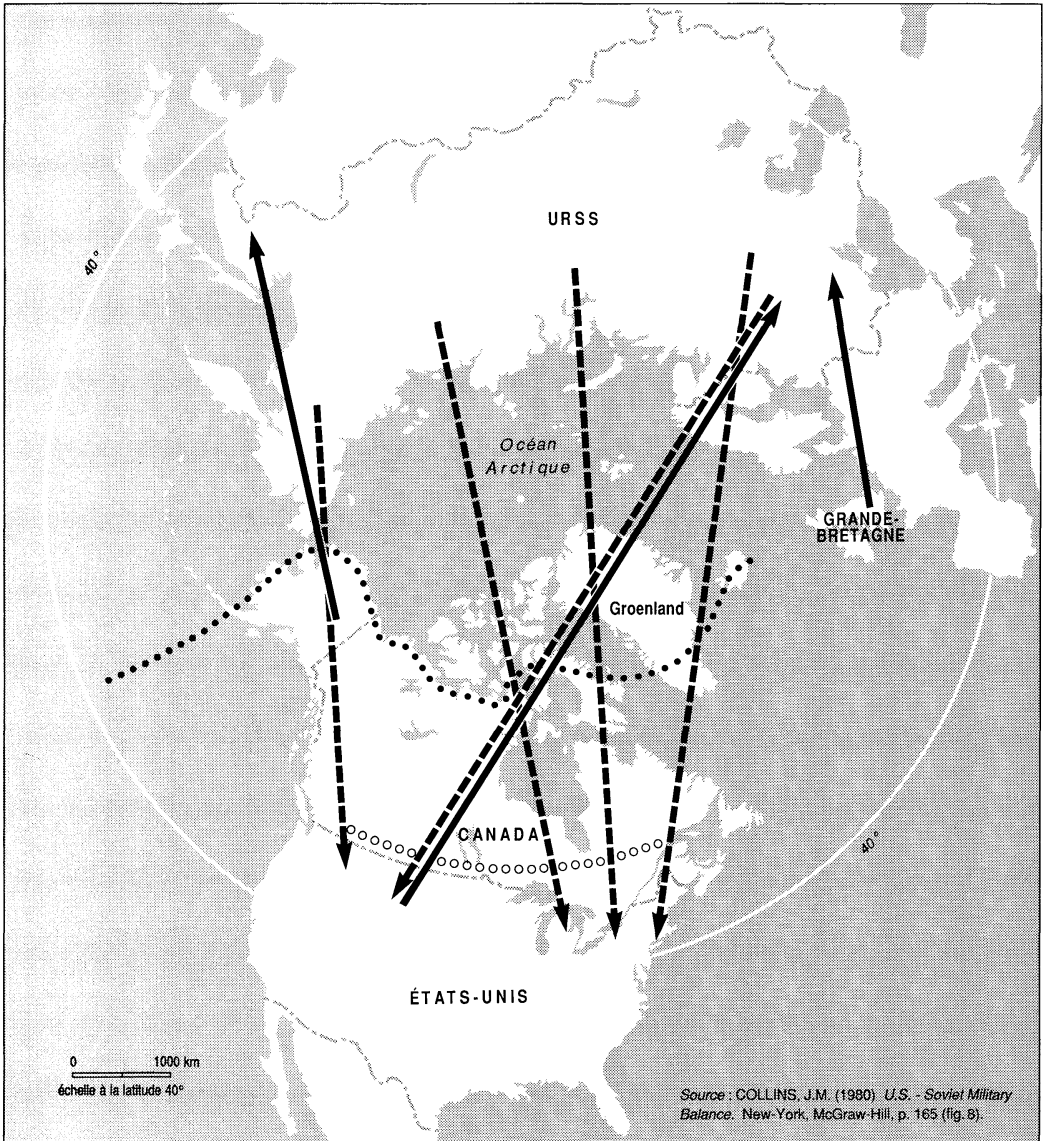 URSS
40°
Océan
Arctique
GRANDE-
BRETAGNE
Groenland
CANADA
40°
ÉTATS-UNIS
0 1000 km
échelle à la latitude 40°
Source : COLLINS, J.M. (1980) U.S. - Soviet Military
Balance. New-York, McGraw-Hill, p. 165 (fig. 8).